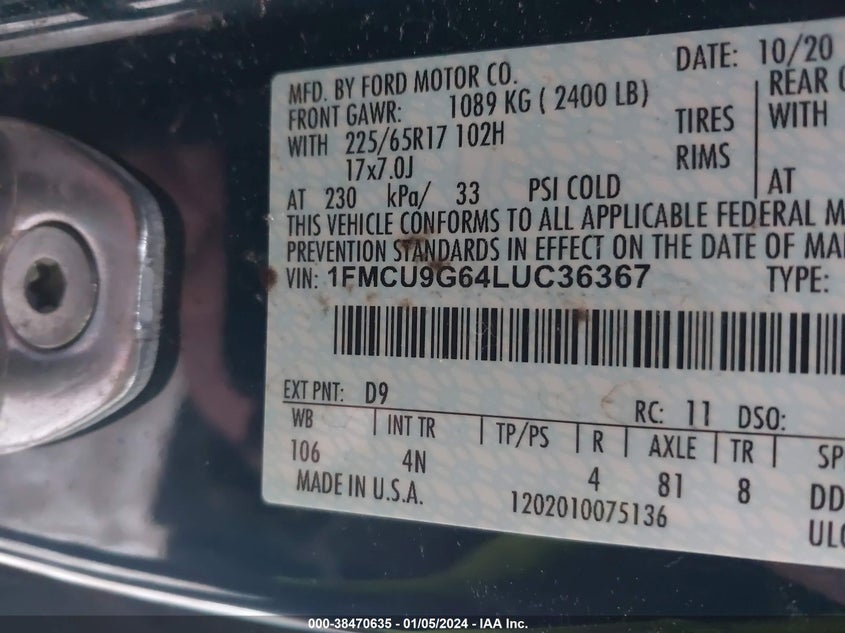 DATE: 10/20
MFD. BY FORD MOTOR CO.
FRONT GAWR: 1089 KG ( 2400 LB)
REAR
WITH 225/65R17 102H TIRES
WITH
17x7.0J RIMS
AT 230 kPa/ 33 PSI COLD
AT
THIS VEHICLE CONFORMS TO ALL APPLICABLE FEDERAL M
PREVENTION STANDARDS IN EFFECT ON THE DATE OF MA
VIN: 1FMCU9G64LUC36367 TYPE:
EXT PNT: D9 RC: 11 DSO:
WB | INT TR | TP/PS | R | AXLE | TR | SP
106 4N 4 81 8 DD
MADE IN U.S.A. 1202010075136 UL
000-38470635 - 01/05/2024 - IAA Inc.